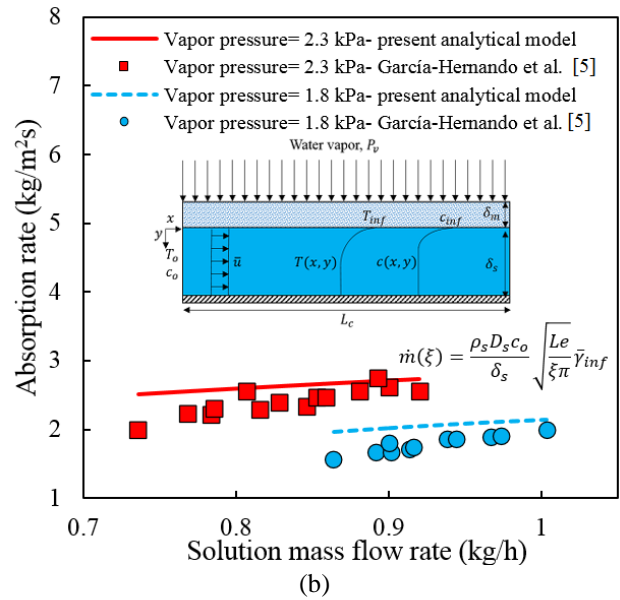 (b)
8
7
6
5
4
3
2
1
Absorption rate (kg/m²s)
Vapor pressure= 2.3 kPa- present analytical model
Vapor pressure= 2.3 kPa- García-Hernando et al. [5]
Vapor pressure= 1.8 kPa- present analytical model
Vapor pressure= 1.8 kPa- García-Hernando et al. [5]
Water vapor, P_v
x
y
T_inf
c_inf
δ_m
T_o
c_o
ū
T(x, y)
c(x, y)
δ_s
L_c
ṁ(ξ) = ρ_s D_s c_o / δ_s √(Le / ξπ) γ̄_inf
0.7 0.8 0.9 1
Solution mass flow rate (kg/h)
(b)